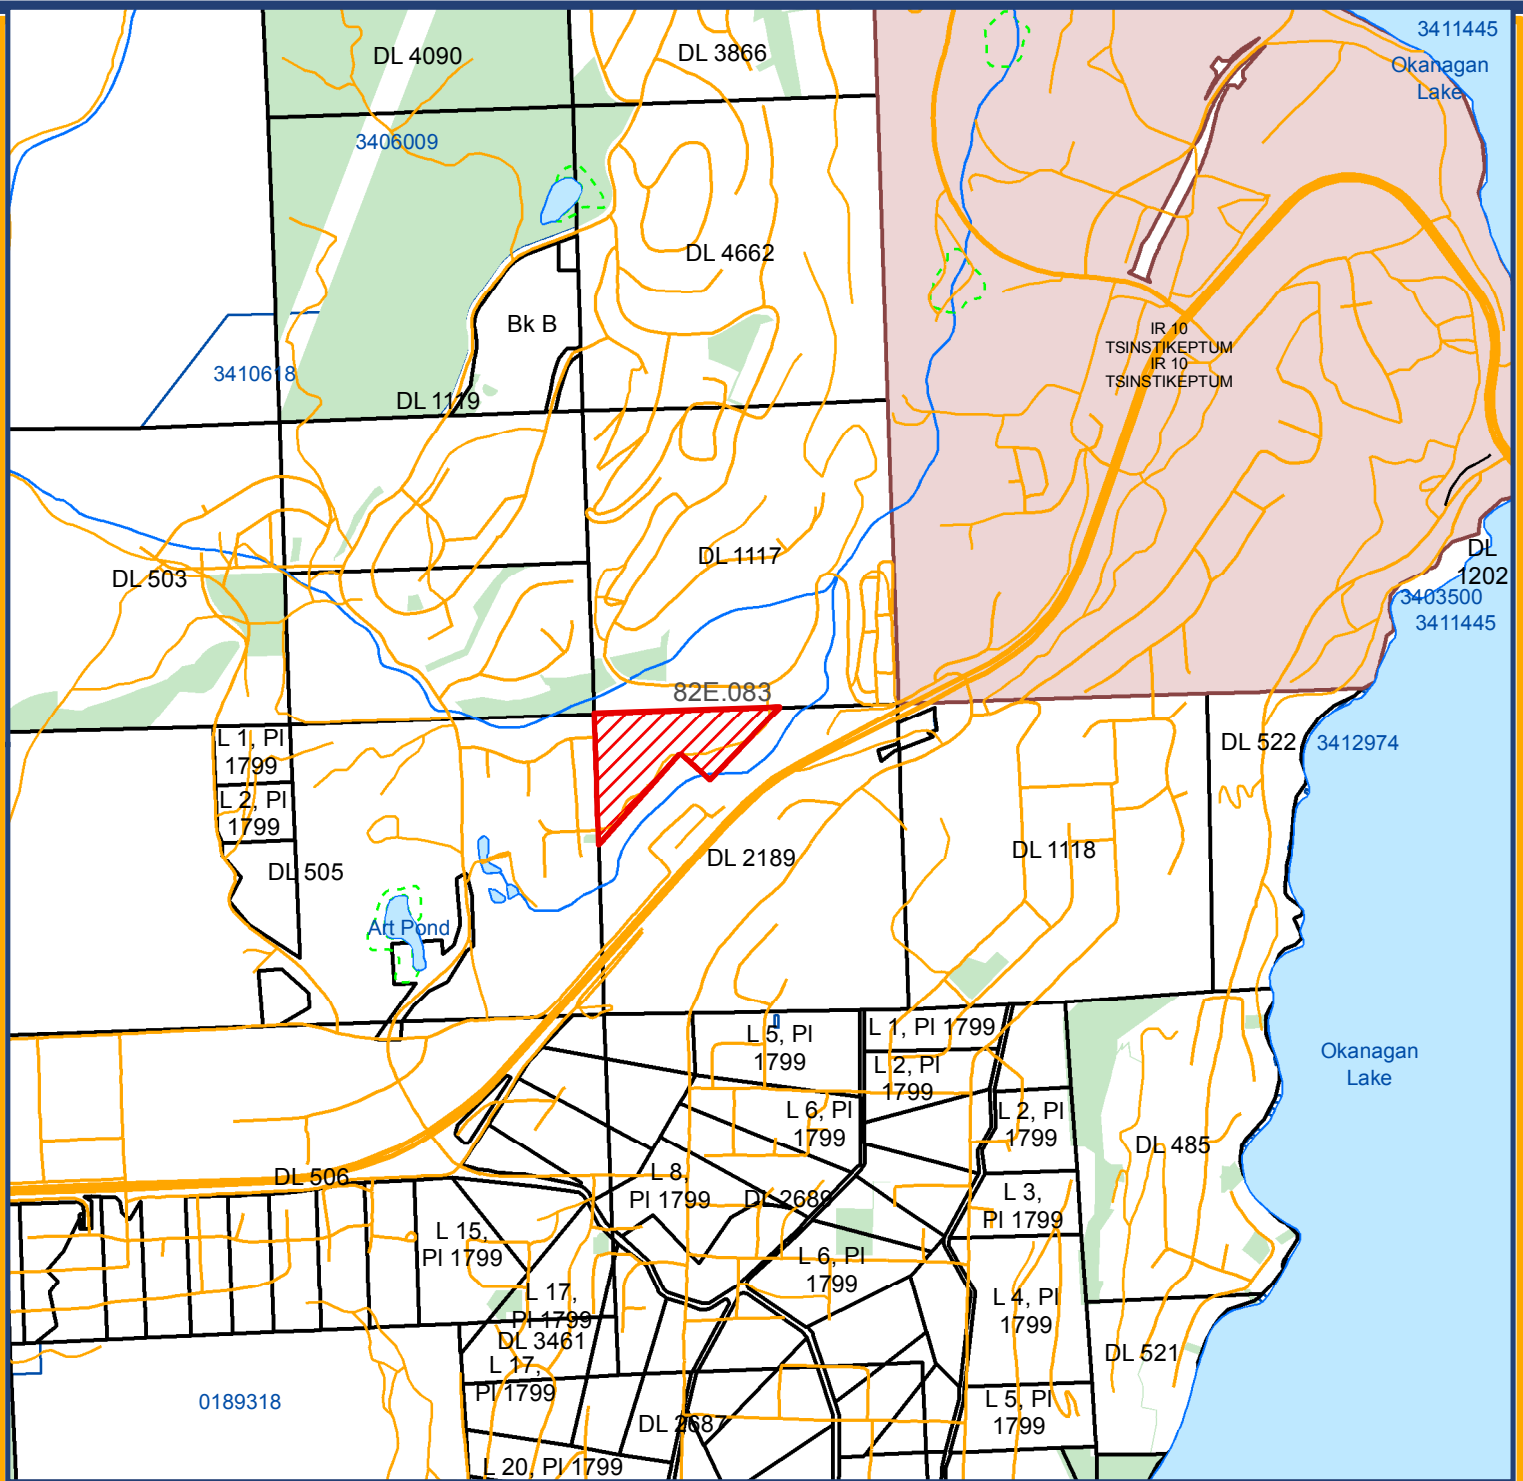 3411445
DL 4090
DL 3866
Okanagan
Lake
3406009
DL 4662
Bk B
IR 10
TSINSTIKEPTUM
IR 10
TSINSTIKEPTUM
3410618
DL 1119
DL 1117
DL
1202
DL 503
3403500
3411445
82E.083
L 1, Pl
1799
DL 522
3412974
L 2, Pl
1799
DL 2189
DL 1118
DL 505
Art Pond
L 5, Pl
1799
L 1, Pl 1799
L 2, Pl
1799
Okanagan
Lake
L 6, Pl
1799
L 2, Pl
1799
DL 485
DL 506
L 8,
Pl 1799
DL 2689
L 3,
Pl 1799
L 15,
Pl 1799
L 6, Pl
1799
L 17,
Pl 1799
L 4, Pl
1799
DL 3461
L 17,
Pl 1799
DL 521
0189318
L 5, Pl
1799
DL 2687
L 20, Pl 1799